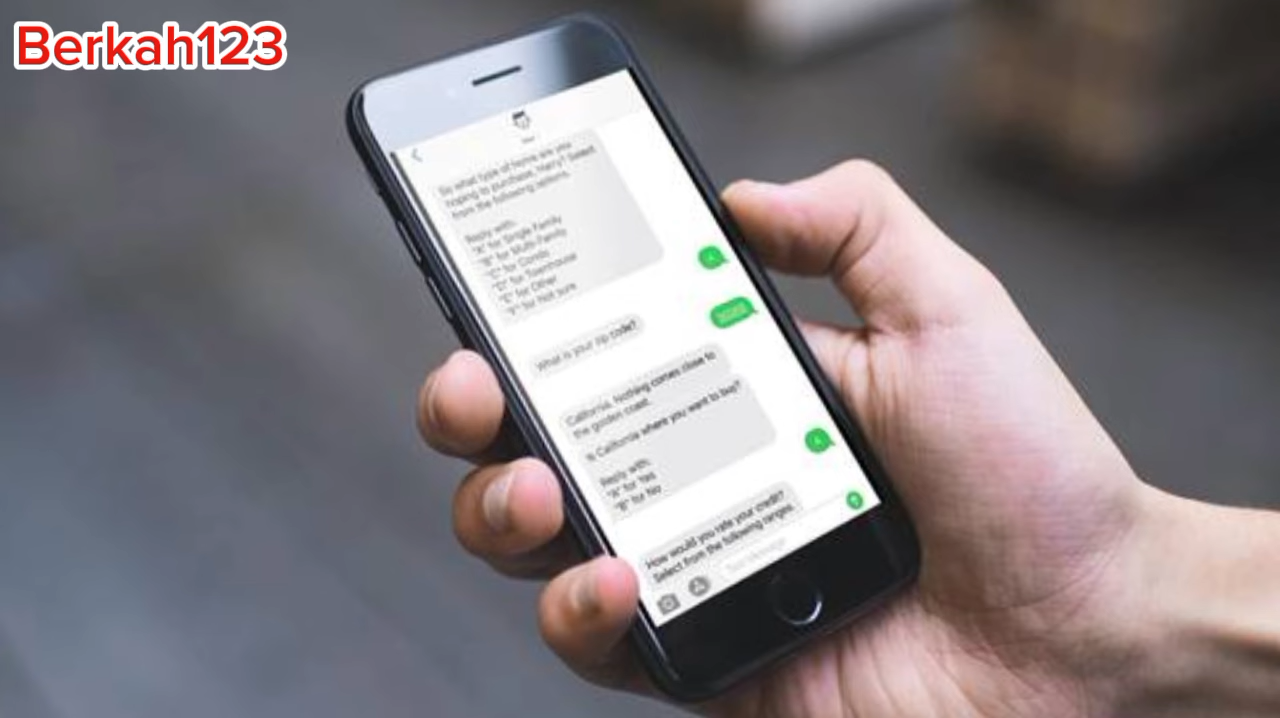 Berkah123
So what type of home are you
hoping to purchase, Harry? Select
from the following options.
Reply with:
"A" for Single Family
"B" for Multi-Family
"C" for Condo
"D" for Townhouse
"E" for Other
"F" for Not sure
What is your zip code?
California. Nothing comes close to
the golden coast.
Is California where you want to buy?
Reply with:
"A" for Yes
"B" for No
How would you rate your credit?
Select from the following ranges.
Text Message